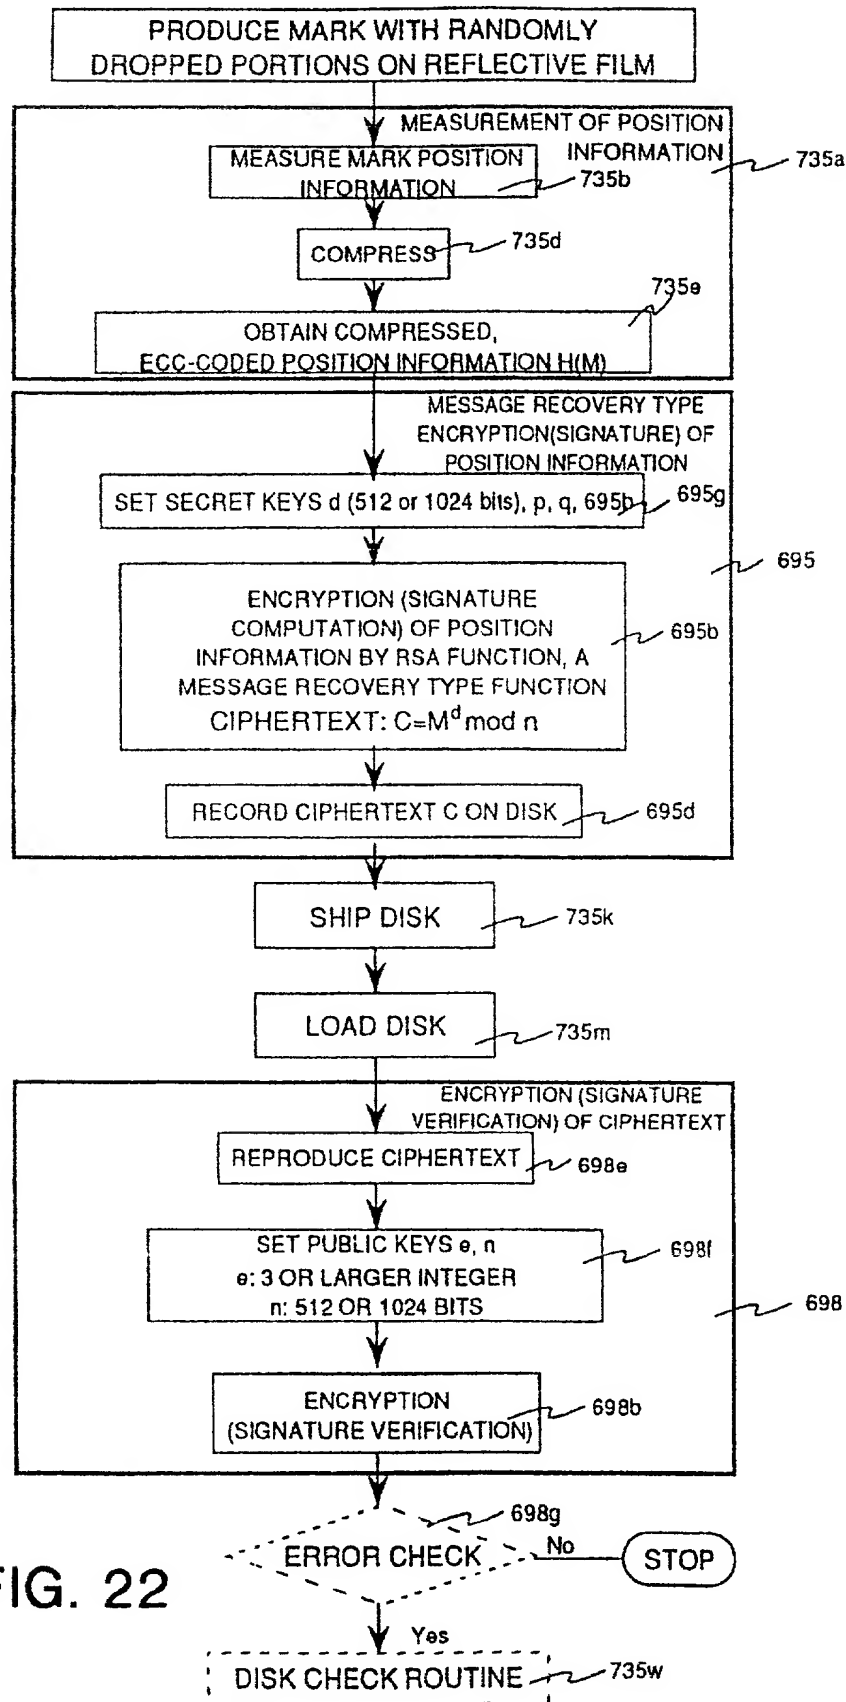 PRODUCE MARK WITH RANDOMLY
DROPPED PORTIONS ON REFLECTIVE FILM
MEASUREMENT OF POSITION
INFORMATION
735a
MEASURE MARK POSITION
INFORMATION
735b
COMPRESS
735d
735e
OBTAIN COMPRESSED,
ECC-CODED POSITION INFORMATION H(M)
MESSAGE RECOVERY TYPE
ENCRYPTION(SIGNATURE) OF
POSITION INFORMATION
SET SECRET KEYS d (512 or 1024 bits), p, q, 695b
695g
695
ENCRYPTION (SIGNATURE
COMPUTATION) OF POSITION
INFORMATION BY RSA FUNCTION, A
MESSAGE RECOVERY TYPE FUNCTION
CIPHERTEXT: C=M^d mod n
695b
RECORD CIPHERTEXT C ON DISK
695d
SHIP DISK
735k
LOAD DISK
735m
ENCRYPTION (SIGNATURE
VERIFICATION) OF CIPHERTEXT
REPRODUCE CIPHERTEXT
698e
SET PUBLIC KEYS e, n
e: 3 OR LARGER INTEGER
n: 512 OR 1024 BITS
698f
698
ENCRYPTION
(SIGNATURE VERIFICATION)
698b
698g
ERROR CHECK
No
STOP
FIG. 22
Yes
DISK CHECK ROUTINE
735w